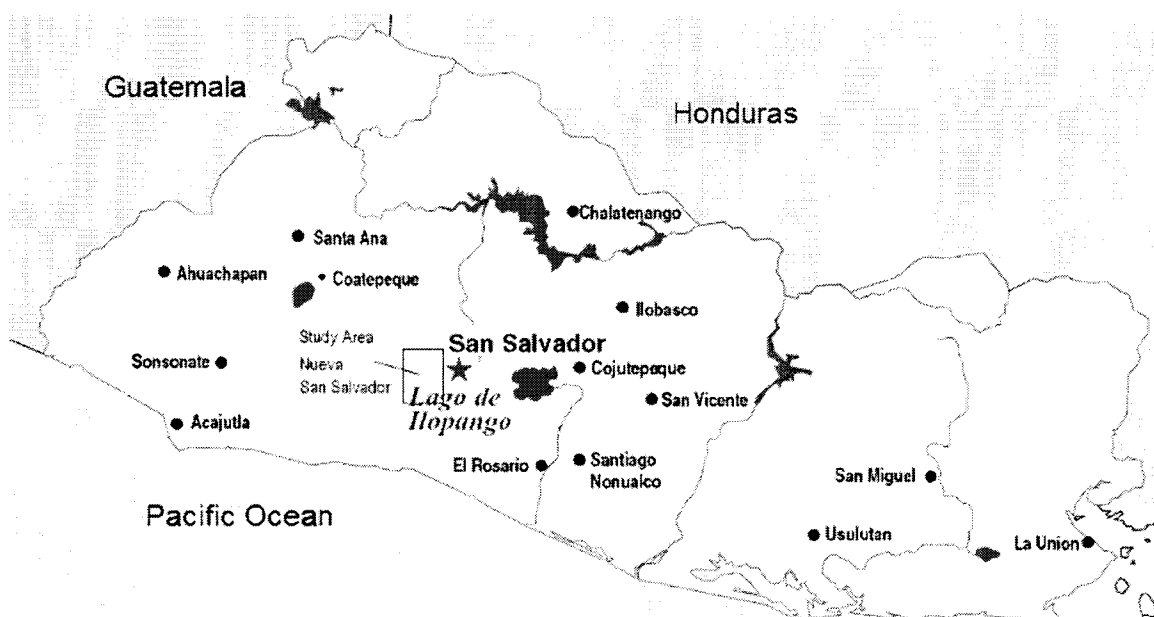 Guatemala
Honduras
Chalatenango
Santa Ana
Ahuachapan
Coatepeque
Ilobasco
Study Area
Nueva
San Salvador
San Salvador
Sonsonate
Cojutepeque
Lago de
Ilopango
San Vicente
Acajutla
El Rosario
Santiago
Nonualco
San Miguel
Pacific Ocean
Usulutan
La Union